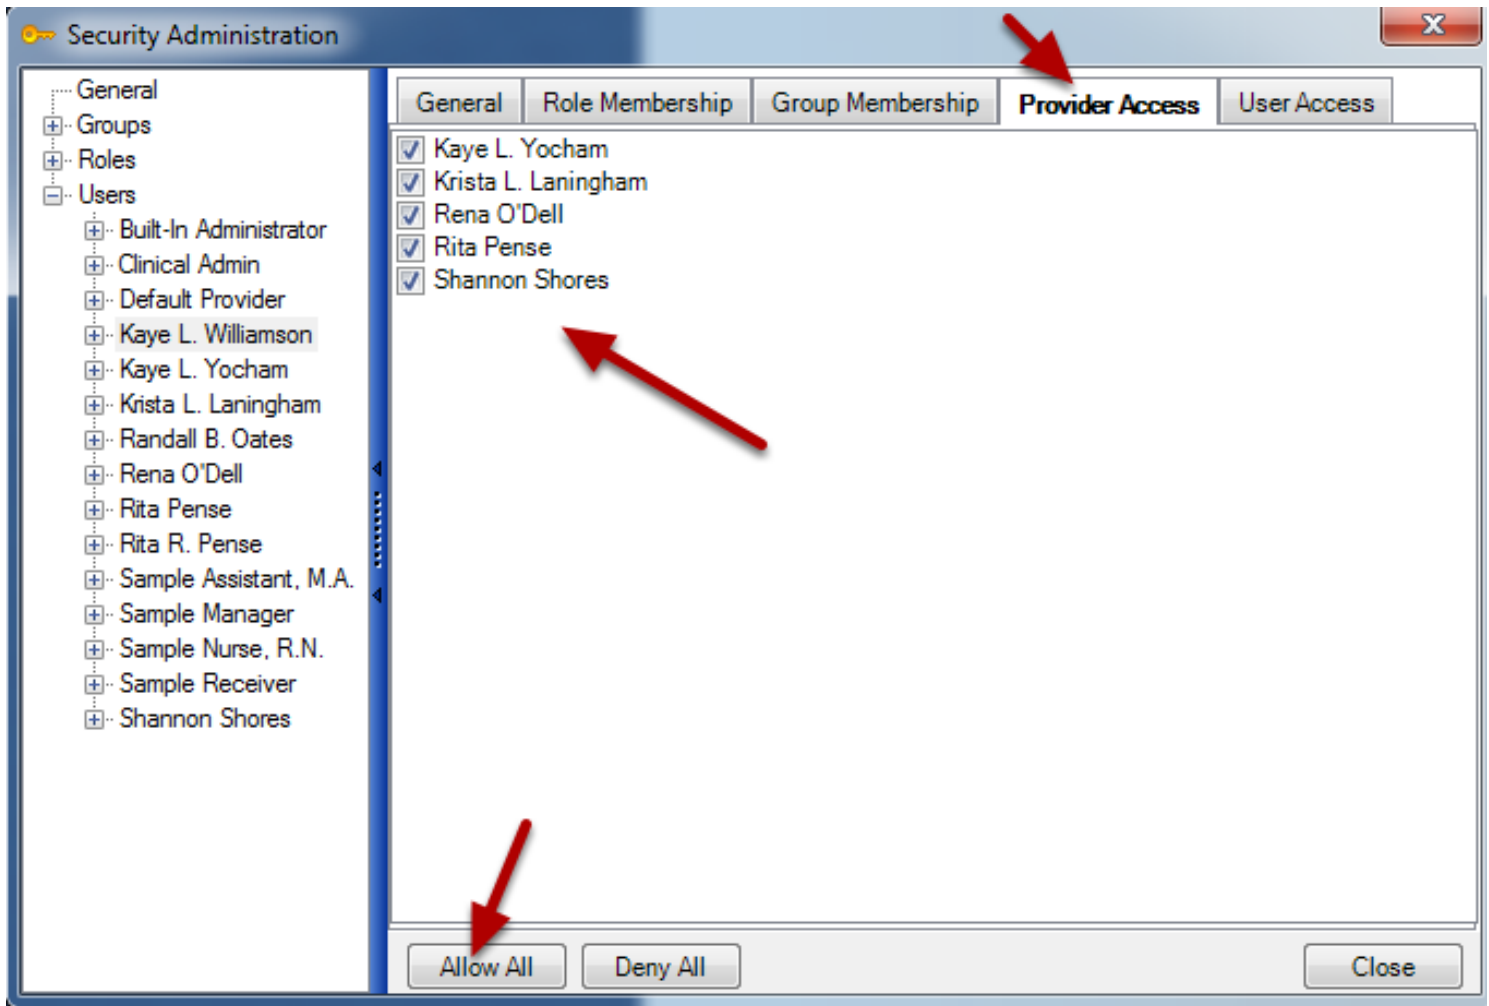 Security Administration
General
Groups
Roles
Users
Built-In Administrator
Clinical Admin
Default Provider
Kaye L. Williamson
Kaye L. Yocham
Krista L. Laningham
Randall B. Oates
Rena O'Dell
Rita Pense
Rita R. Pense
Sample Assistant, M.A.
Sample Manager
Sample Nurse, R.N.
Sample Receiver
Shannon Shores
General Role Membership Group Membership Provider Access User Access
Kaye L. Yocham
Krista L. Laningham
Rena O'Dell
Rita Pense
Shannon Shores
Allow All Deny All Close